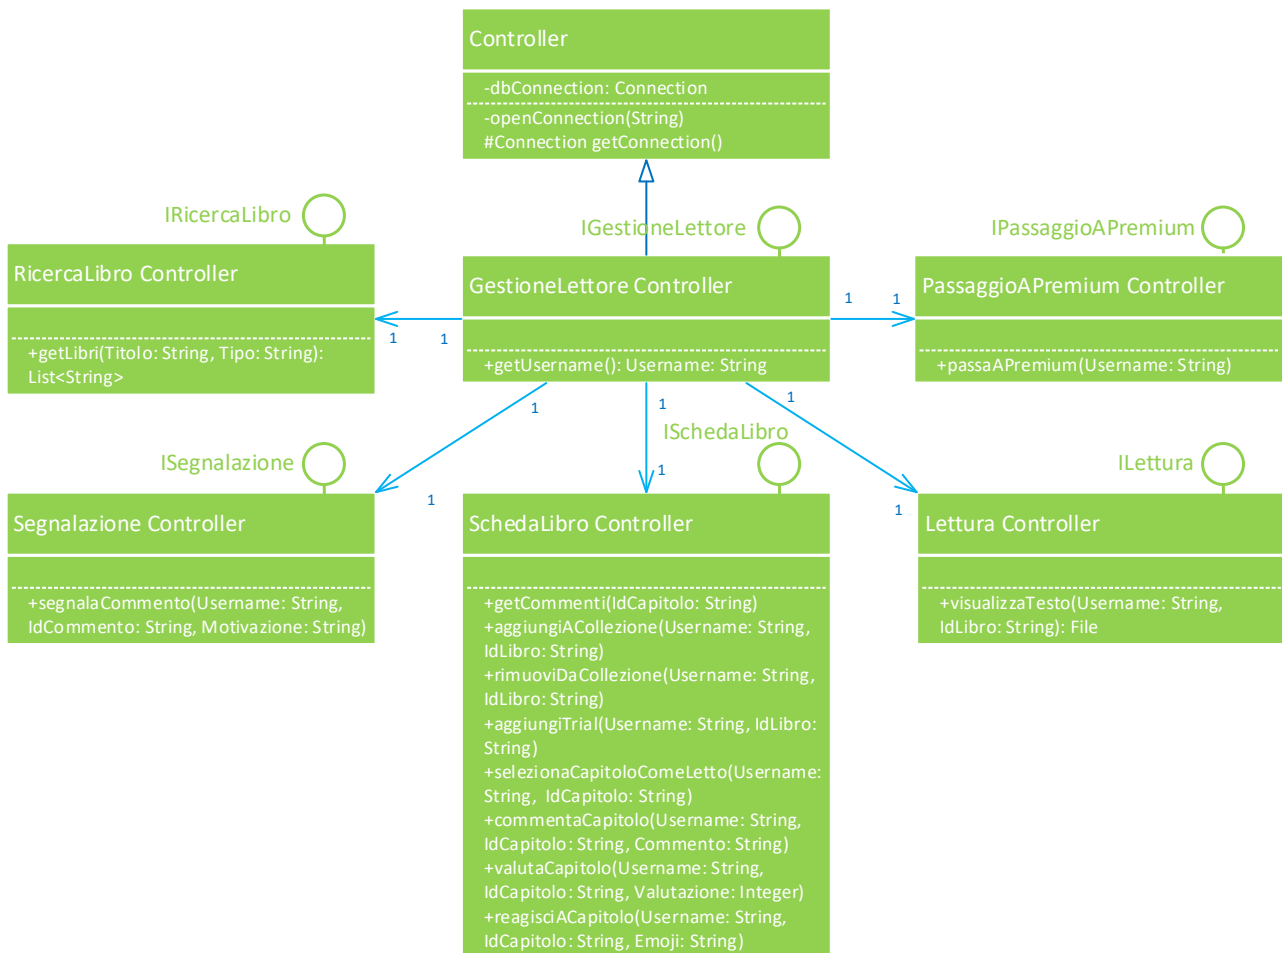 Controller
-dbConnection: Connection
-openConnection(String)
#Connection getConnection()
IRicercaLibro
IGestioneLettore
IPassaggioAPremium
RicercaLibro Controller
+getLibri(Titolo: String, Tipo: String):
List<String>
GestioneLettore Controller
+getUsername(): Username: String
PassaggioAPremium Controller
+passaAPremium(Username: String)
1
1
1
1
1
1
1
ISegnalazione
ISchedaLibro
ILettura
1
1
1
Segnalazione Controller
+segnalaCommento(Username: String,
IdCommento: String, Motivazione: String)
SchedaLibro Controller
+getCommenti(IdCapitolo: String)
+aggiungiACollezione(Username: String,
IdLibro: String)
+rimuoviDaCollezione(Username: String,
IdLibro: String)
+aggiungiTrial(Username: String, IdLibro:
String)
+selezionaCapitoloComeLetto(Username:
String, IdCapitolo: String)
+commentaCapitolo(Username: String,
IdCapitolo: String, Commento: String)
+valutaCapitolo(Username: String,
IdCapitolo: String, Valutazione: Integer)
+reagisciACapitolo(Username: String,
IdCapitolo: String, Emoji: String)
Lettura Controller
+visualizzaTesto(Username: String,
IdLibro: String): File